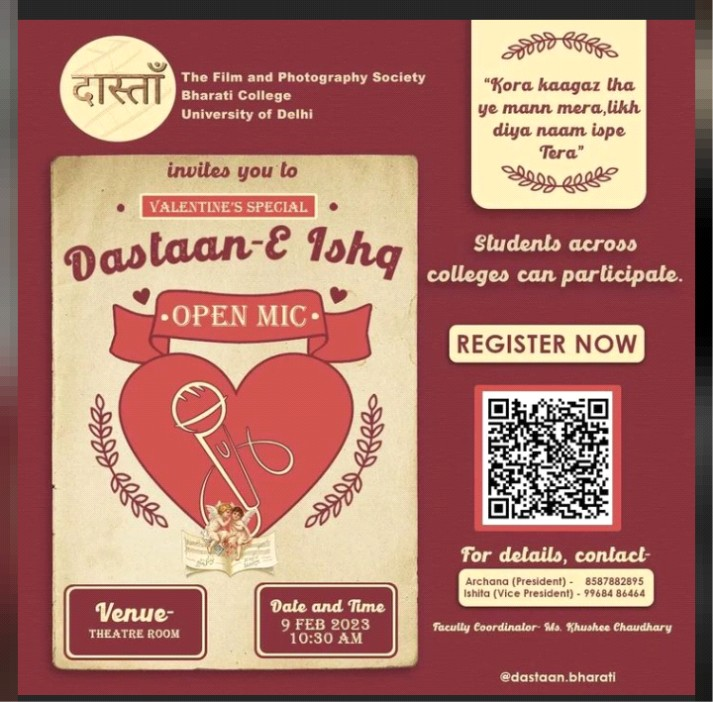 दास्ताँ
The Film and Photography Society
Bharati College
University of Delhi
invites you to
VALENTINE'S SPECIAL
Dastaan-E Ishq
OPEN MIC
Venue-
THEATRE ROOM
Date and Time
9 FEB 2023
10:30 AM
"Kora kaagaz tha
ye mann mera,likh
diya naam ispe
Tera"
Students across
colleges can participate.
REGISTER NOW
For details, contact-
Archana (President) - 8587882895
Ishita (Vice President) - 99684 86464
Faculty Coordinator- Ms. Khushee Chaudhary
@dastaan.bharati